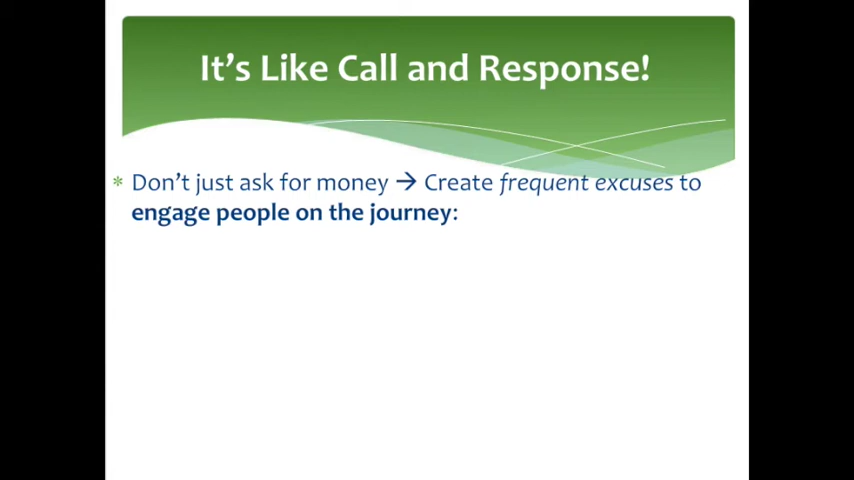 It's Like Call and Response!
* Don't just ask for money → Create frequent excuses to
engage people on the journey: